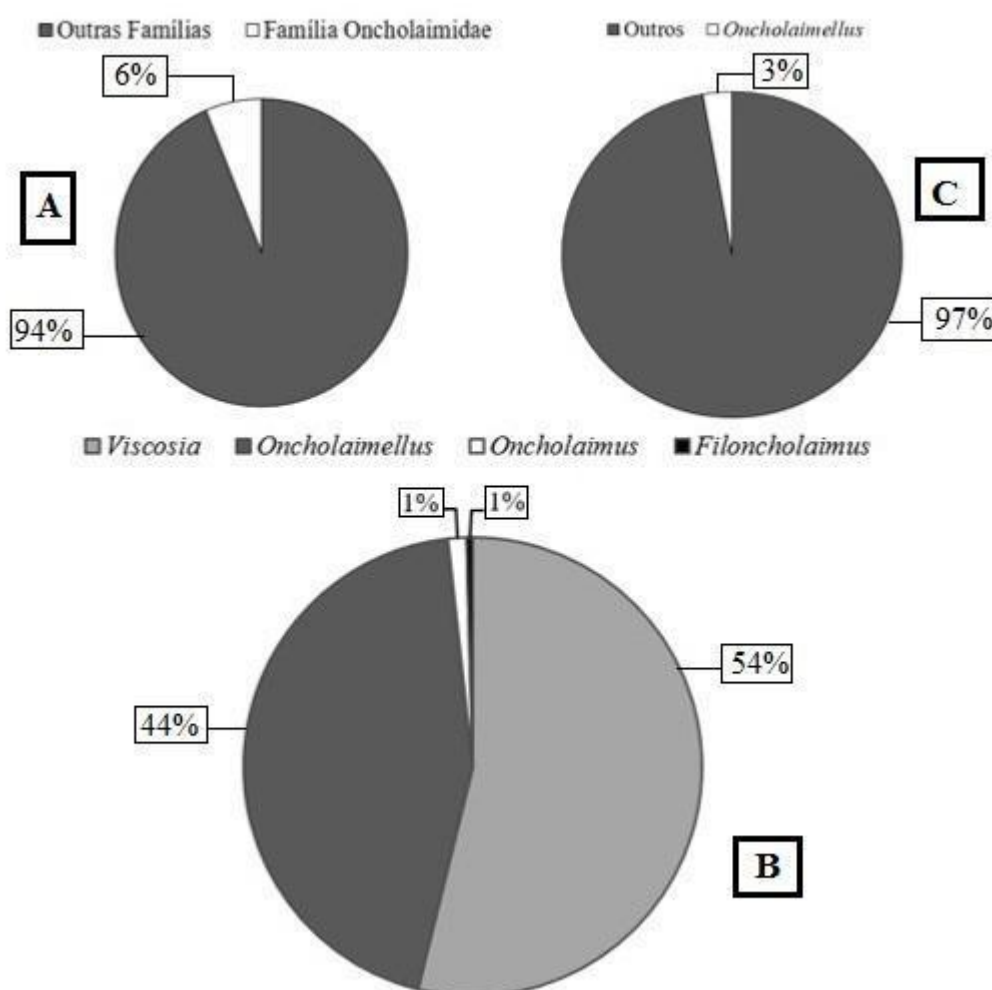 Outras Famílias Família Oncholaimidae
Outros Oncholaimellus
6%
3%
A
C
94%
97%
Viscosia Oncholaimellus Oncholaimus Filoncholaimus
1% 1%
54%
44%
B